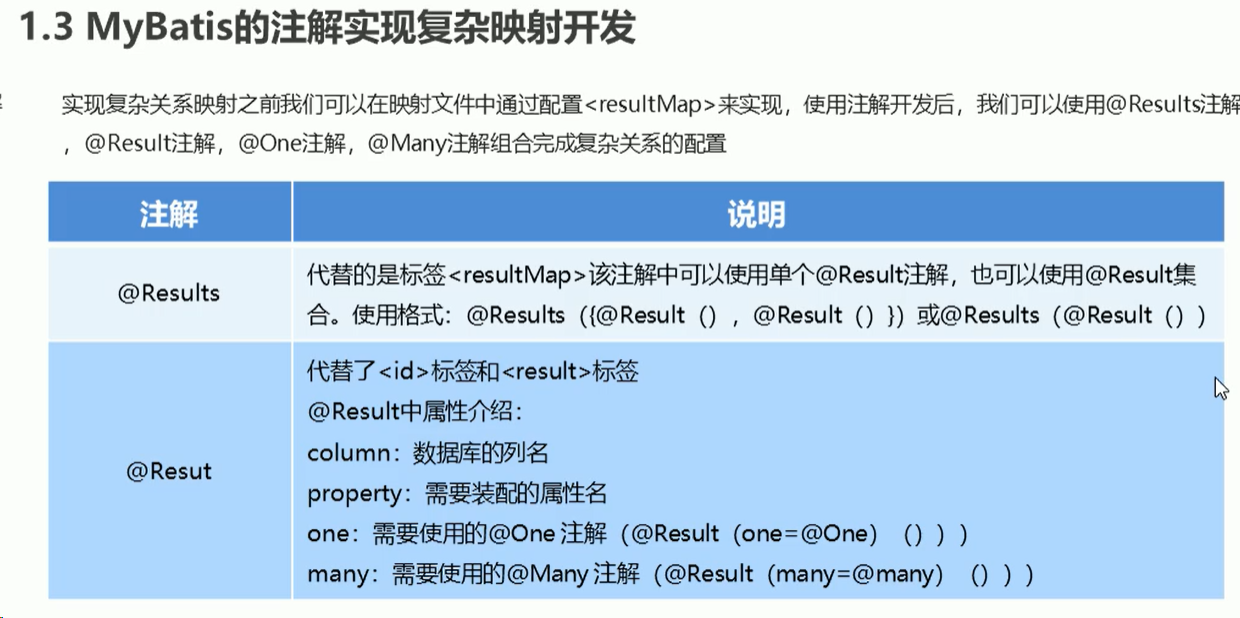 1.3 MyBatis的注解实现复杂映射开发
实现复杂关系映射之前我们可以在映射文件中通过配置<resultMap>来实现，使用注解开发后，我们可以使用@Results注解
，@Result注解，@One注解，@Many注解组合完成复杂关系的配置
注解
说明
@Results
代替的是标签<resultMap>该注解中可以使用单个@Result注解，也可以使用@Result集
合。使用格式：@Results（{@Result（），@Result（）}）或@Results（@Result（））
@Resut
代替了<id>标签和<result>标签
@Result中属性介绍：
column：数据库的列名
property：需要装配的属性名
one：需要使用的@One 注解（@Result（one=@One）（）））
many：需要使用的@Many 注解（@Result（many=@many）（）））